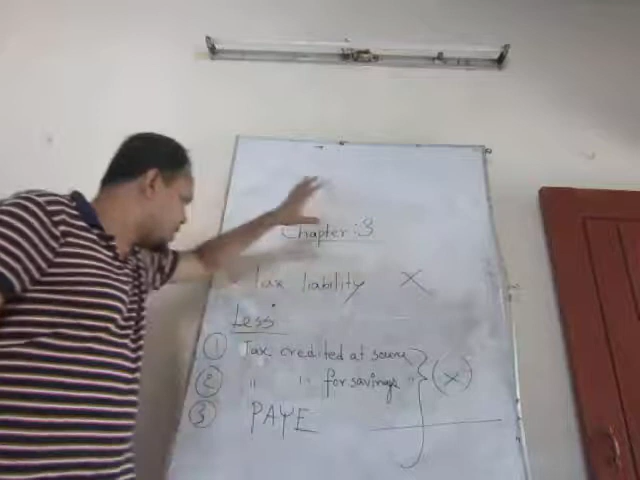 Chapter : 3
Tax liability X
Less
① Tax credited at source
② " " for savings " } (X)
③ PAYE